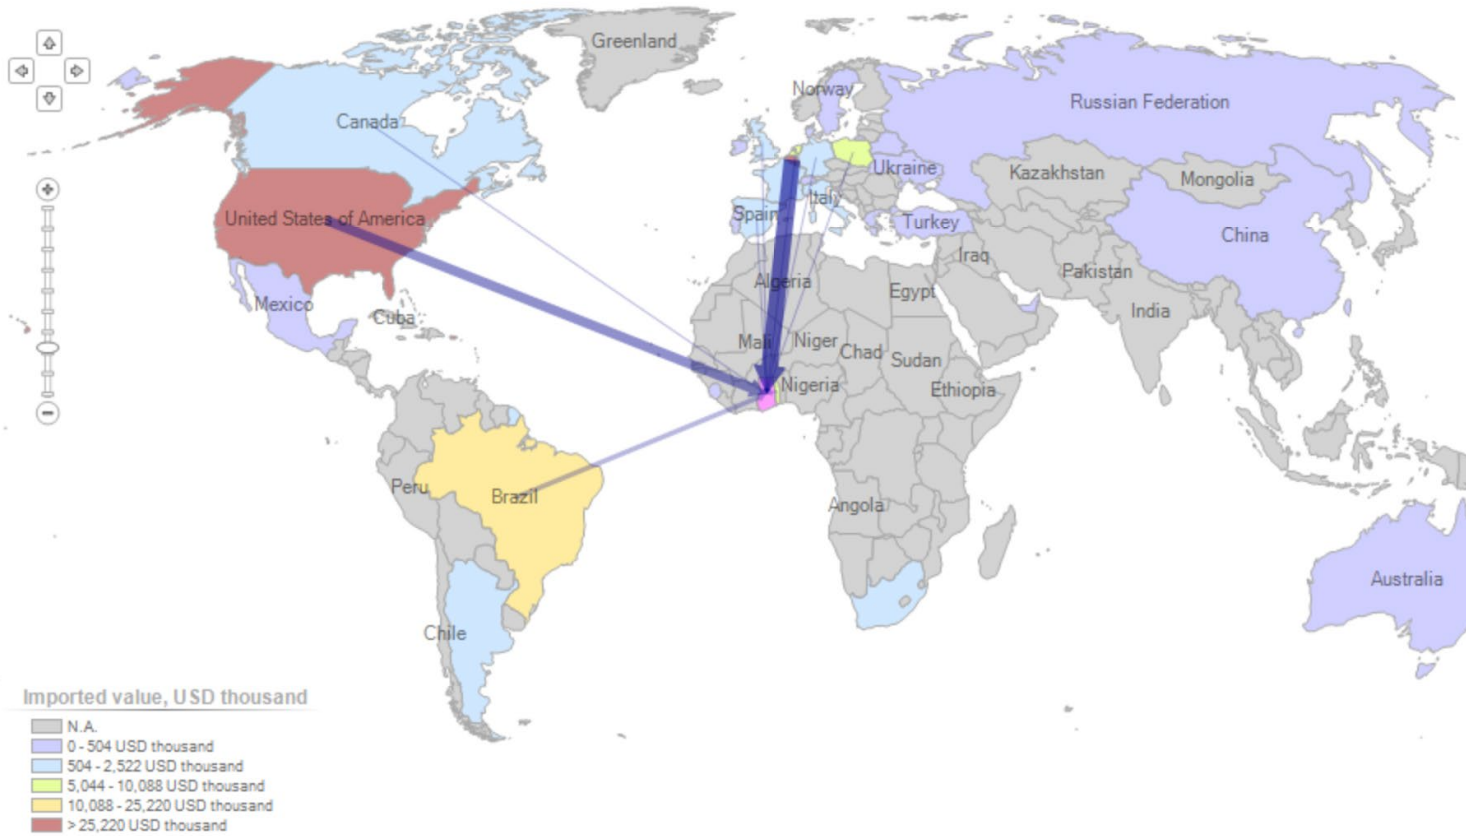 Greenland
Norway
Russian Federation
Canada
Ukraine
Kazakhstan
Mongolia
Italy
Spain
Turkey
United States of America
China
Iraq
Pakistan
Algeria
Egypt
Mexico
India
Cuba
Mali
Niger
Chad
Sudan
Nigeria
Ethiopia
Peru
Brazil
Angola
Australia
Chile
Imported value, USD thousand
N.A.
0 - 504 USD thousand
504 - 2,522 USD thousand
5,044 - 10,088 USD thousand
10,088 - 25,220 USD thousand
> 25,220 USD thousand